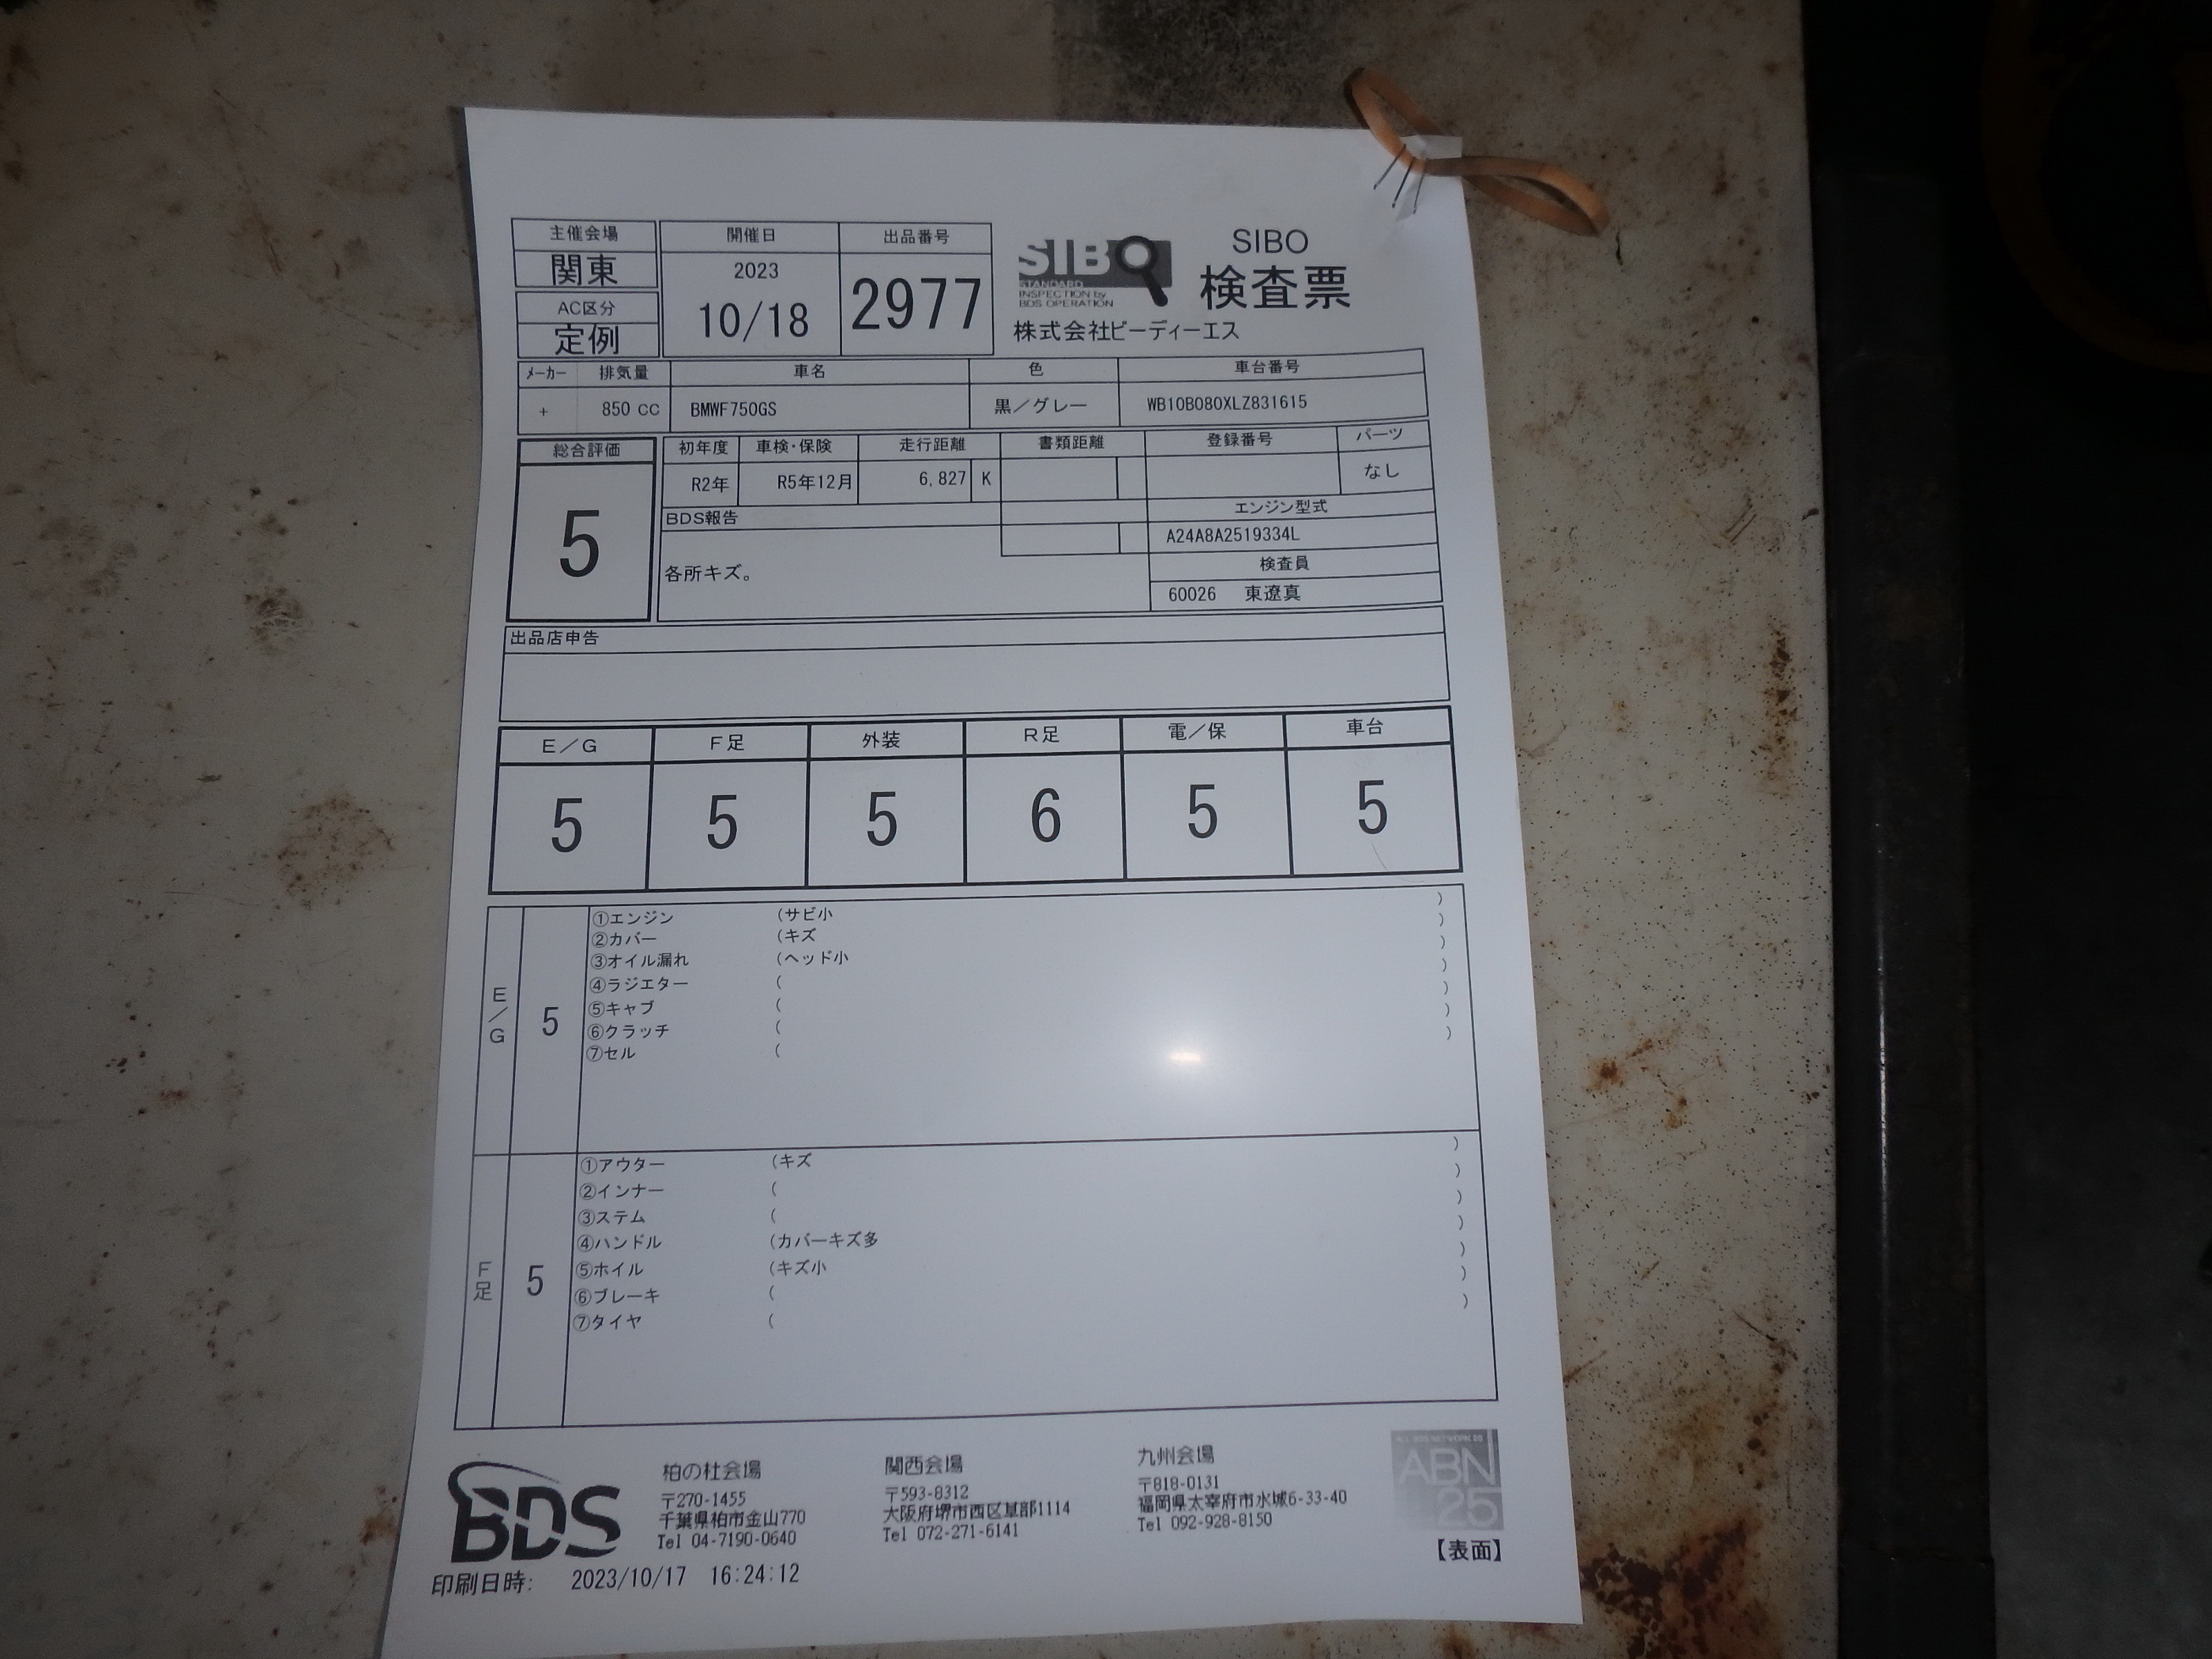 主催会場
関東
AC区分
定例
開催日
2023
10/18
出品番号
2977
SIBO
STANDARD
INSPECTION by
BDS OPERATION
SIBO
検査票
株式会社ビーディーエス
メーカー 排気量 車名 色 車台番号
+ 850 CC BMWF750GS 黒/グレー WB10B080XLZ831615
総合評価
5
初年度 車検・保険 走行距離 書類距離 登録番号 パーツ
R2年 R5年12月 6,827 K なし
BDS報告
各所キズ。
エンジン型式
A24A8A2519334L
検査員
60026 東遼真
出品店申告
E/G F足 外装 R足 電/保 車台
5 5 5 6 5 5
E/G
5
①エンジン (サビ小 )
②カバー (キズ )
③オイル漏れ (ヘッド小 )
④ラジエター ( )
⑤キャブ ( )
⑥クラッチ ( )
⑦セル ( )
F足
5
①アウター (キズ )
②インナー ( )
③ステム ( )
④ハンドル (カバーキズ多 )
⑤ホイル (キズ小 )
⑥ブレーキ ( )
⑦タイヤ ( )
BDS
柏の杜会場
〒270-1455
千葉県柏市金山770
Tel 04-7190-0640
関西会場
〒593-8312
大阪府堺市西区草部1114
Tel 072-271-6141
九州会場
〒818-0131
福岡県太宰府市水城6-33-40
Tel 092-928-8150
ALL BDS NETWORK 25
ABN
25
【表面】
印刷日時: 2023/10/17 16:24:12